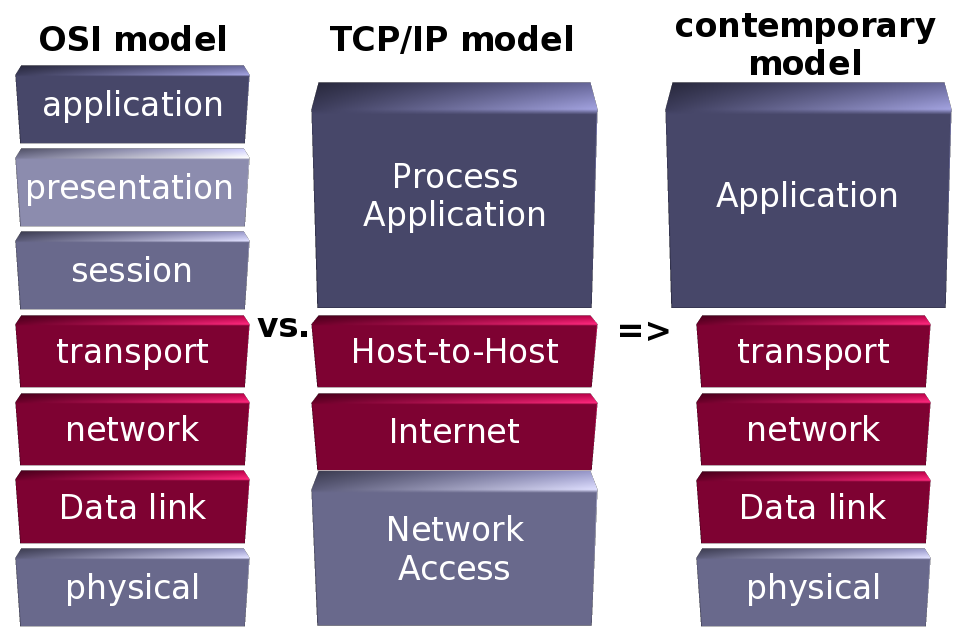 OSI model
application
presentation
session
transport
network
Data link
physical
vs.
TCP/IP model
Process
Application
Host-to-Host
Internet
Network
Access
=>
contemporary
model
Application
transport
network
Data link
physical